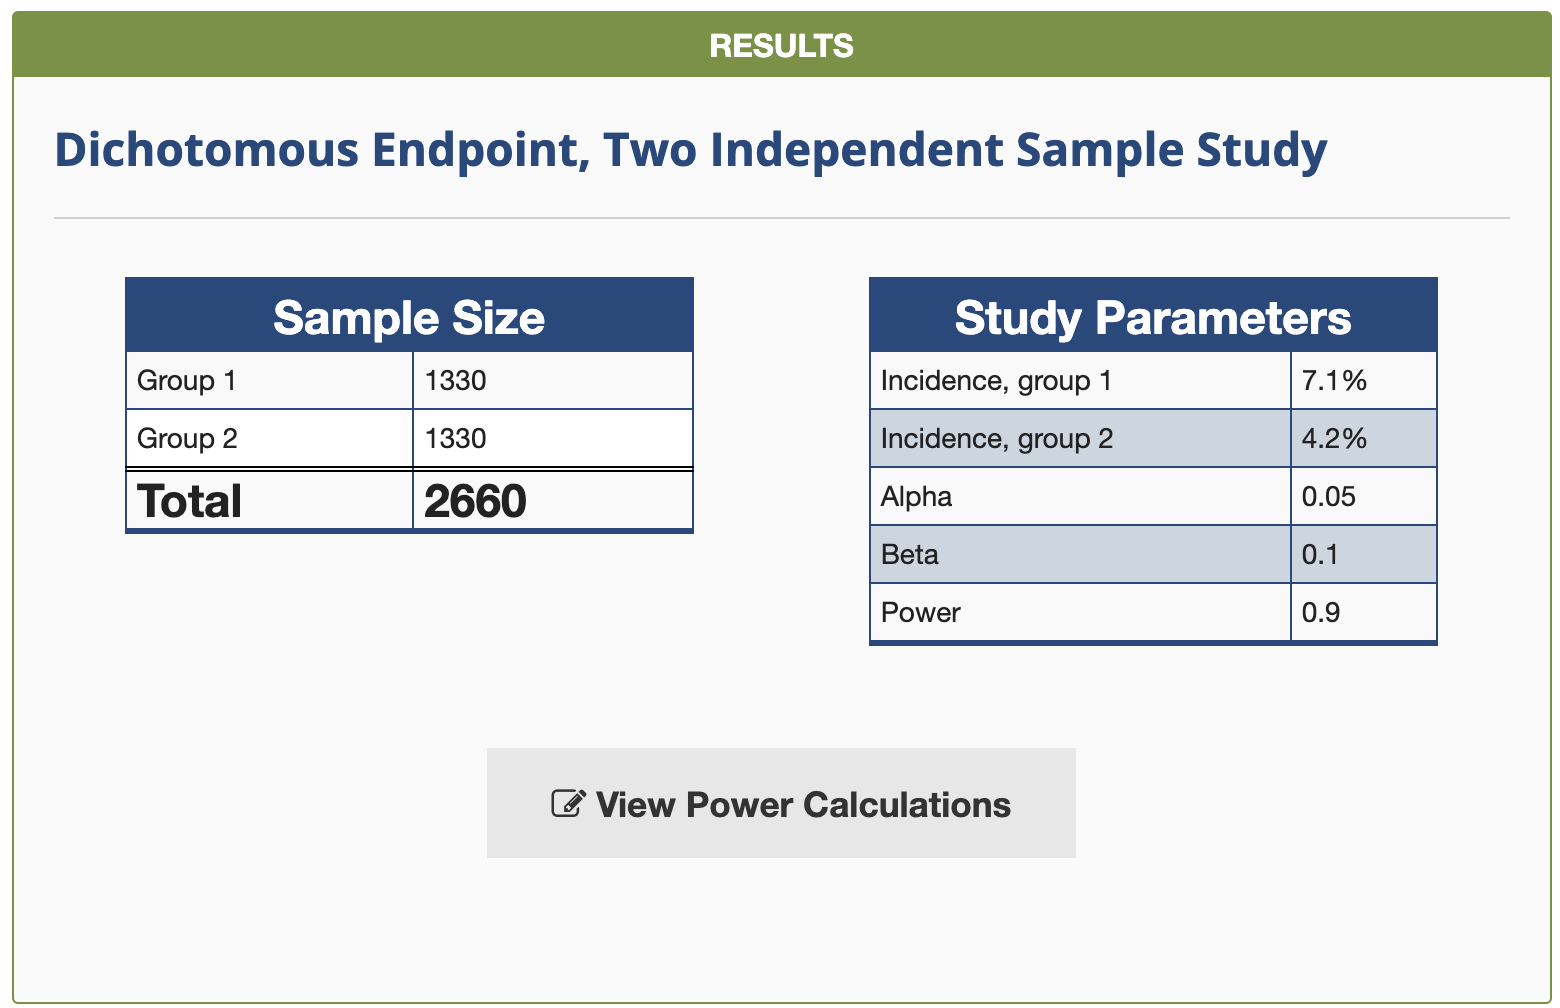 RESULTS
Dichotomous Endpoint, Two Independent Sample Study
Sample Size
Group 1 1330
Group 2 1330
Total 2660
Study Parameters
Incidence, group 1 7.1%
Incidence, group 2 4.2%
Alpha 0.05
Beta 0.1
Power 0.9
View Power Calculations